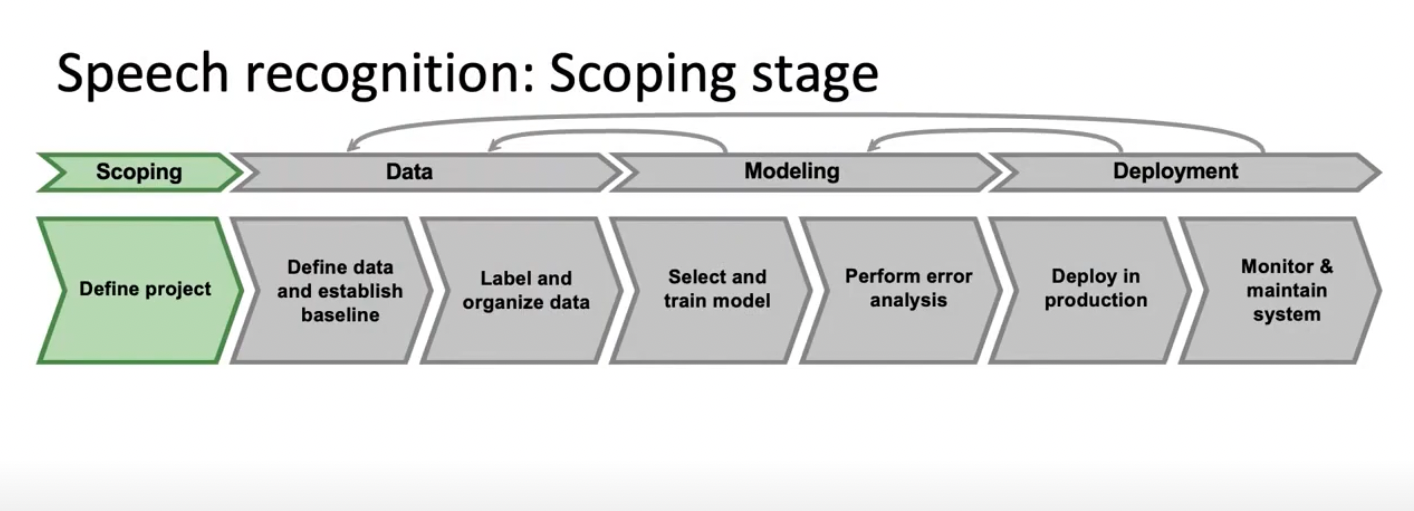 Speech recognition: Scoping stage
Scoping
Data
Modeling
Deployment
Define project
Define data
and establish
baseline
Label and
organize data
Select and
train model
Perform error
analysis
Deploy in
production
Monitor &
maintain
system